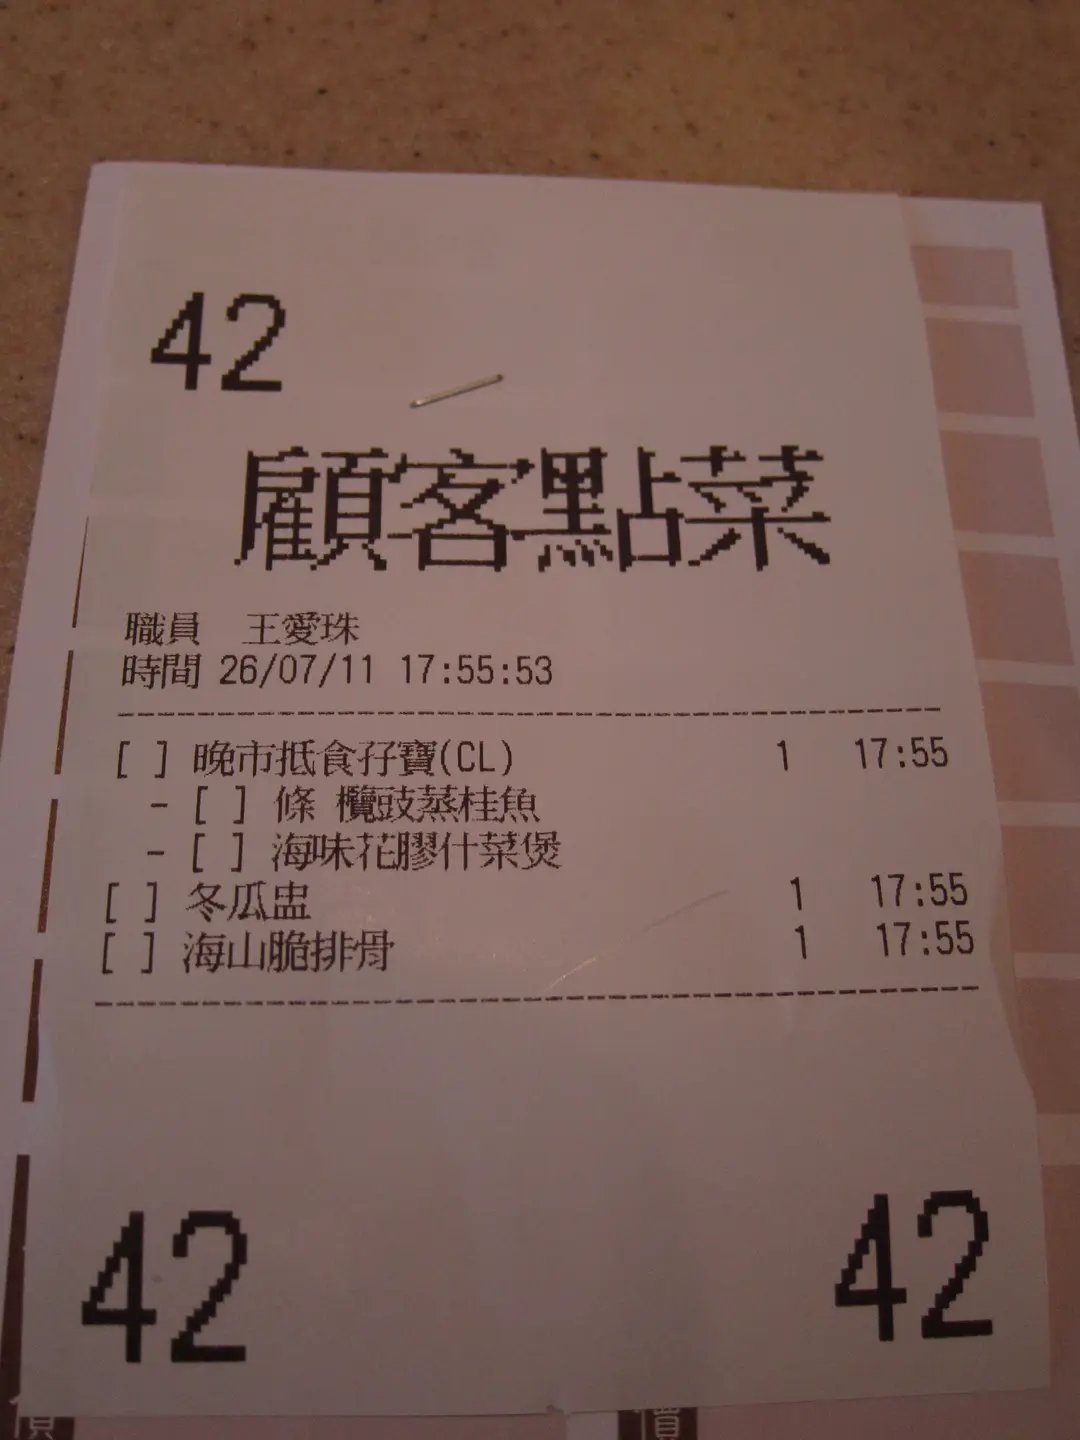 42
顧客點菜
職員 王愛珠
時間 26/07/11 17:55:53
[ ] 晚市抵食孖寶(CL) 1 17:55
- [ ] 條 欖豉蒸桂魚
- [ ] 海味花膠什菜煲
[ ] 冬瓜盅 1 17:55
[ ] 海山脆排骨 1 17:55
42 42
價 價